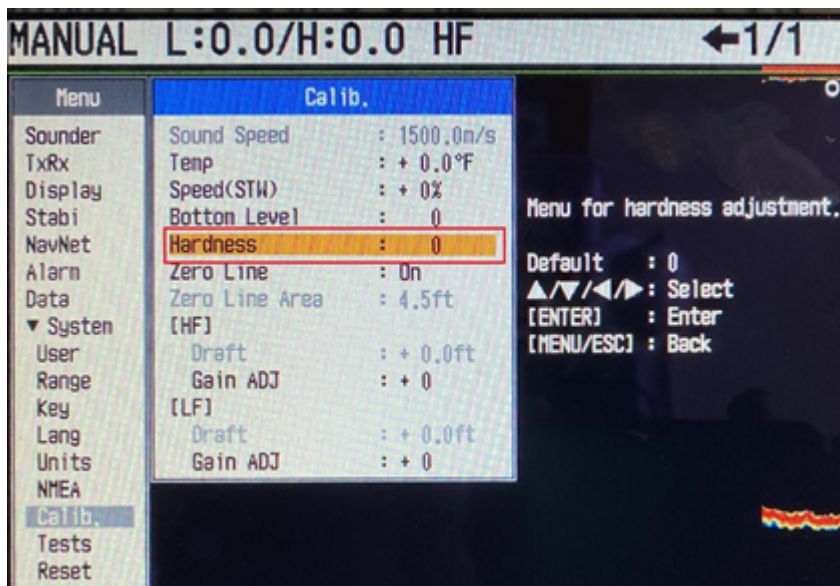 MANUAL L:0.0/H:0.0 HF ←1/1
Menu
Sounder
TxRx
Display
Stabi
NavNet
Alarm
Data
▼ System
User
Range
Key
Lang
Units
NMEA
Calib.
Tests
Reset
Calib.
Sound Speed : 1500.0m/s
Temp : + 0.0°F
Speed(STW) : + 0%
Bottom Level : 0
Hardness : 0
Zero Line : On
Zero Line Area : 4.5ft
[HF]
Draft : + 0.0ft
Gain ADJ : + 0
[LF]
Draft : + 0.0ft
Gain ADJ : + 0
0
Menu for hardness adjustment.
Default : 0
▲/▼/◀/▶: Select
[ENTER] : Enter
[MENU/ESC] : Back